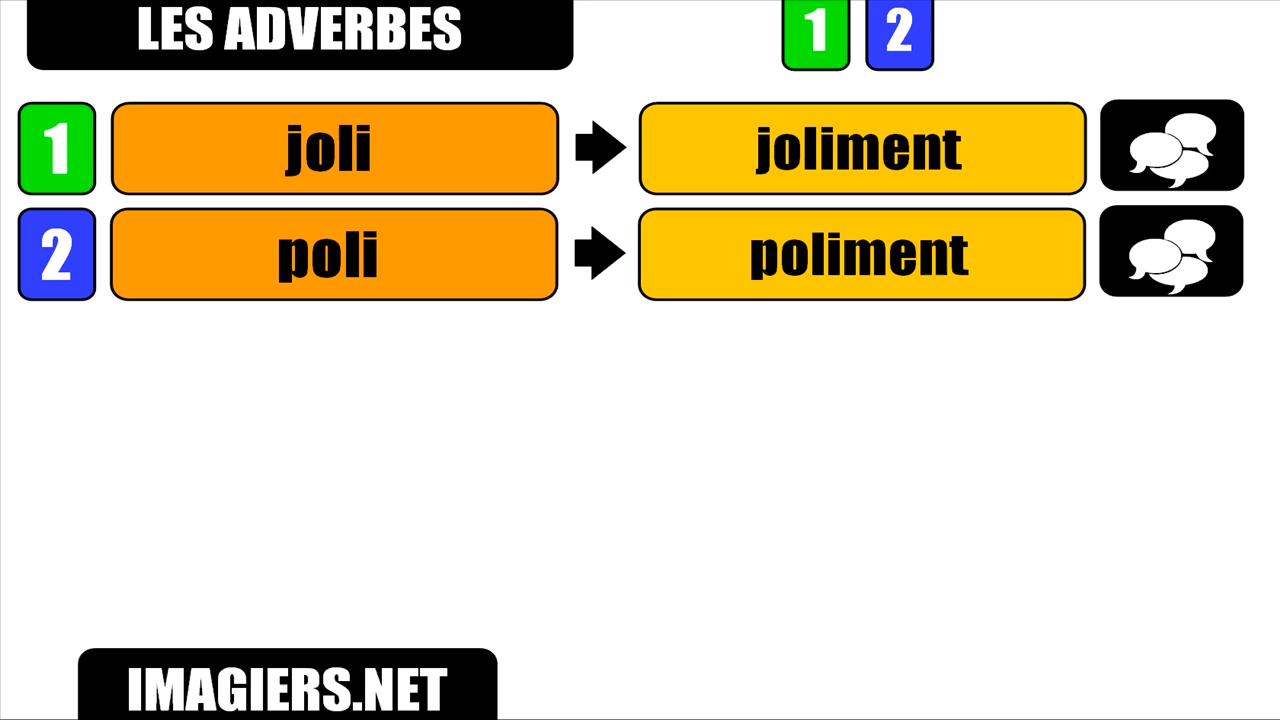 LES ADVERBES
1 2
1 joli joliment
2 poli poliment
IMAGIERS.NET